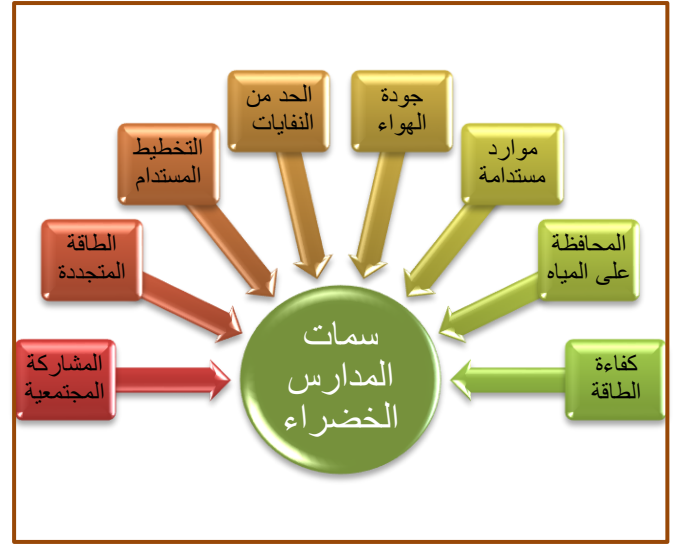 جودة
الهواء
الحد من
النفايات
موارد
مستدامة
التخطيط
المستدام
المحافظة
على المياه
الطاقة
المتجددة
كفاءة
الطاقة
المشاركة
المجتمعية
سمات
المدارس
الخضراء